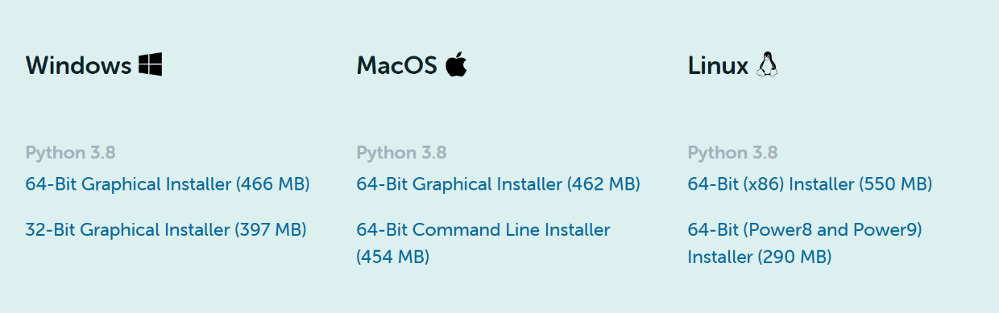 Windows
Python 3.8
64-Bit Graphical Installer (466 MB)
32-Bit Graphical Installer (397 MB)
MacOS
Python 3.8
64-Bit Graphical Installer (462 MB)
64-Bit Command Line Installer
(454 MB)
Linux
Python 3.8
64-Bit (x86) Installer (550 MB)
64-Bit (Power8 and Power9)
Installer (290 MB)